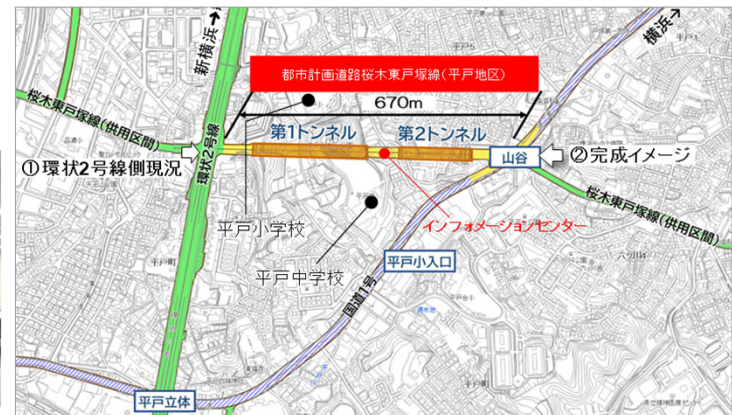 新横浜→
横浜→
都市計画道路桜木東戸塚線(平戸地区)
670m
桜木東戸塚線(供用区間)
第1トンネル
第2トンネル
①環状2号線側現況
環状2号線
山谷
②完成イメージ
桜木東戸塚線(供用区間)
平戸小学校
インフォメーションセンター
平戸中学校
平戸小入口
国道1号
平戸町
平戸立体